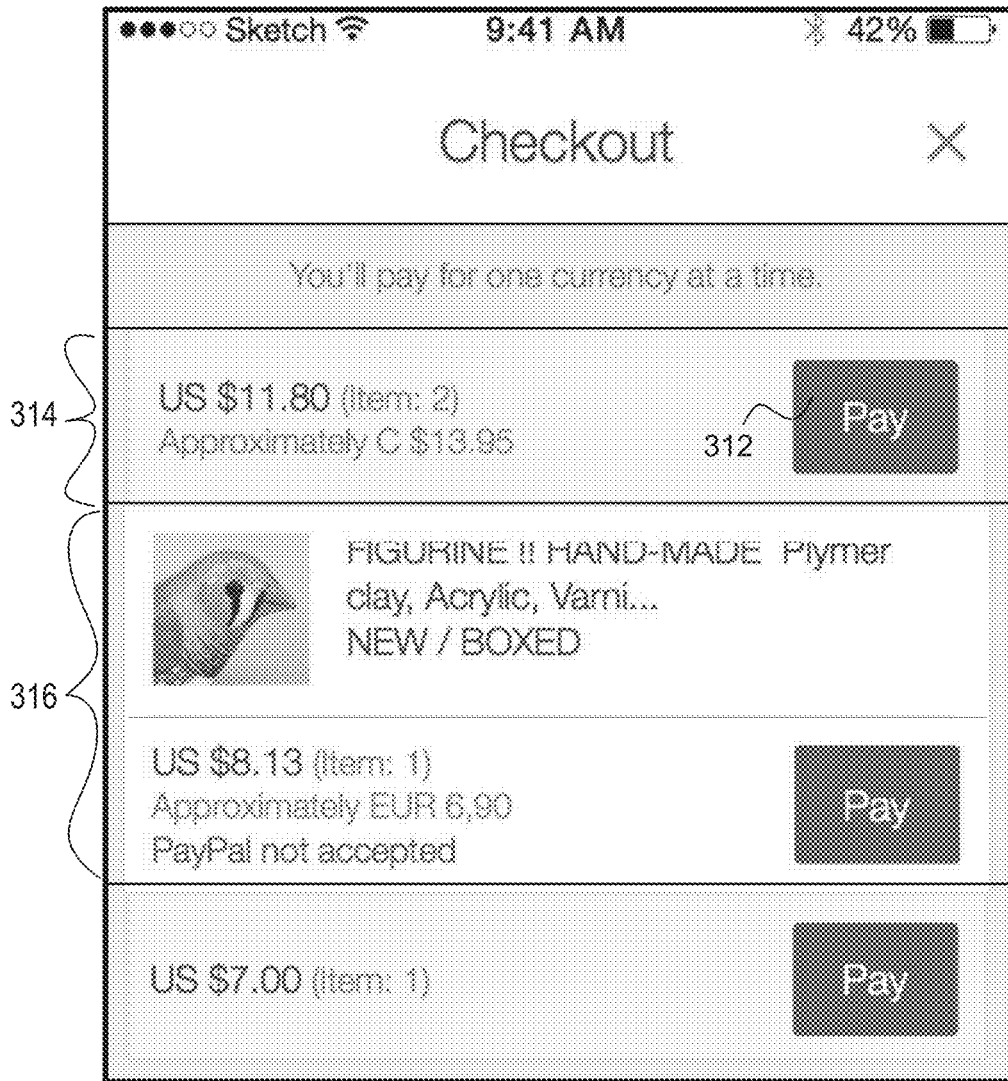 Sketch 9:41 AM 42%
Checkout
You'll pay for one currency at a time.
314
US $11.80 (Item: 2)
Approximately C $13.95
312
Pay
316
FIGURINE !! HAND-MADE Plymer
clay, Acrylic, Varni...
NEW / BOXED
US $8.13 (Item: 1)
Approximately EUR 6,90
PayPal not accepted
Pay
US $7.00 (Item: 1)
Pay